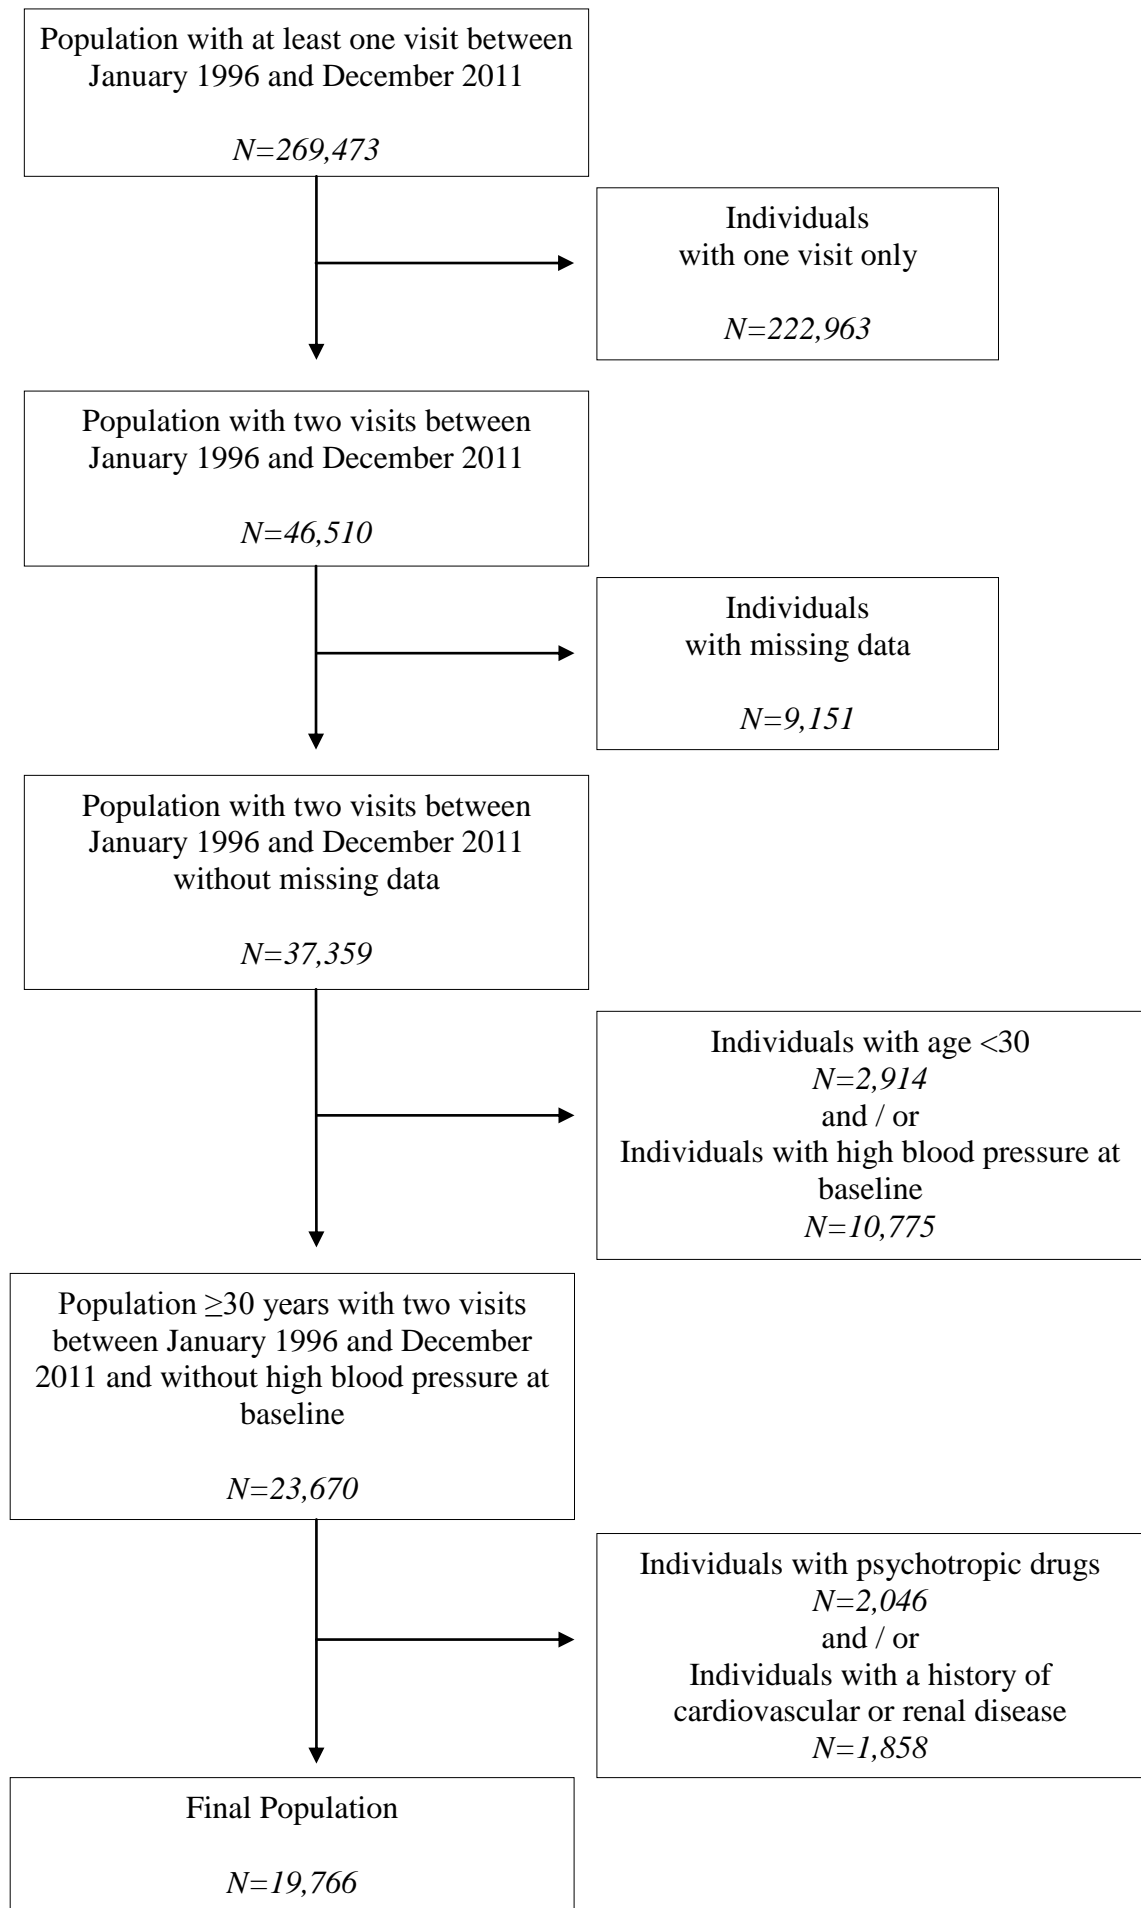 Population with at least one visit between
January 1996 and December 2011
N=269,473
Individuals
with one visit only
N=222,963
Population with two visits between
January 1996 and December 2011
N=46,510
Individuals
with missing data
N=9,151
Population with two visits between
January 1996 and December 2011
without missing data
N=37,359
Individuals with age <30
N=2,914
and / or
Individuals with high blood pressure at
baseline
N=10,775
Population ≥30 years with two visits
between January 1996 and December
2011 and without high blood pressure at
baseline
N=23,670
Individuals with psychotropic drugs
N=2,046
and / or
Individuals with a history of
cardiovascular or renal disease
N=1,858
Final Population
N=19,766